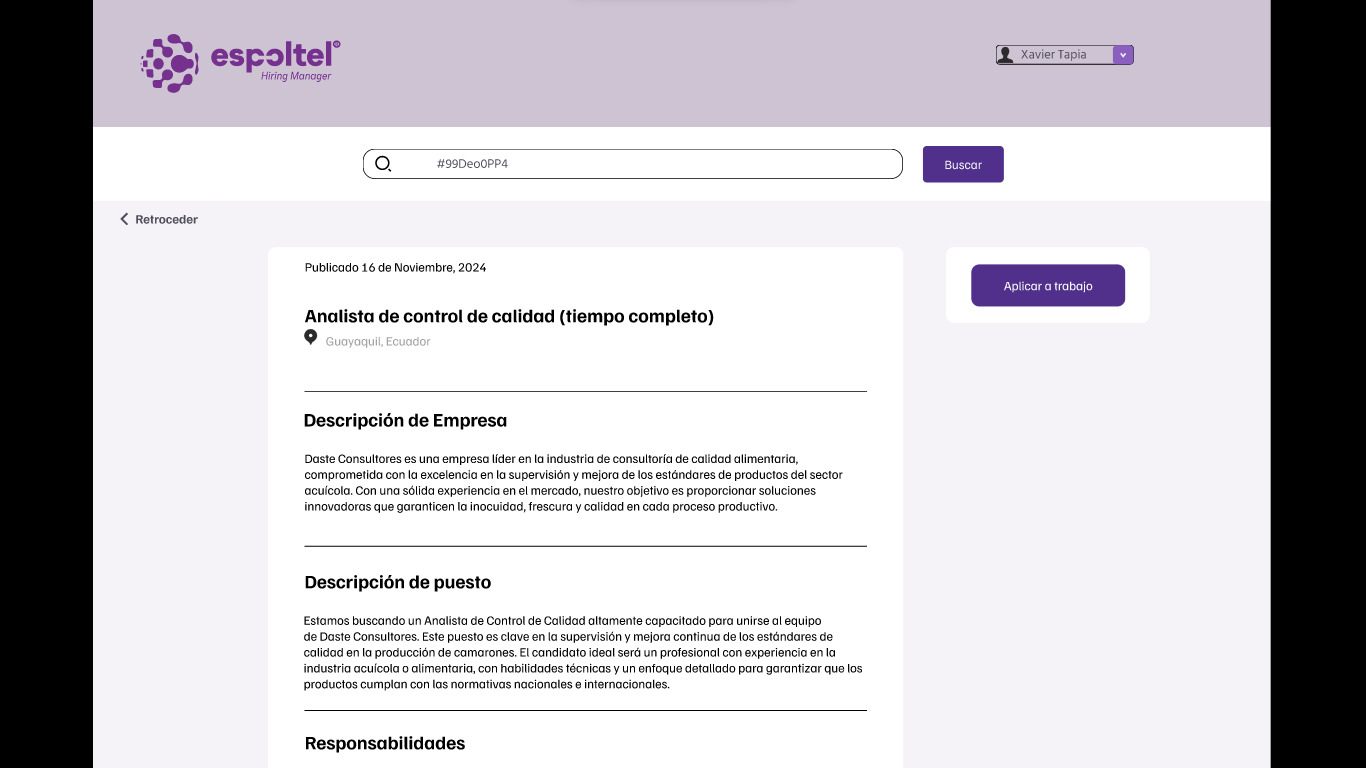 espoltel®
Hiring Manager
Xavier Tapia
#99Deo0PP4
Buscar
Retroceder
Publicado 16 de Noviembre, 2024
Aplicar a trabajo
Analista de control de calidad (tiempo completo)
Guayaquil, Ecuador
Descripción de Empresa
Daste Consultores es una empresa líder en la industria de consultoría de calidad alimentaria,
comprometida con la excelencia en la supervisión y mejora de los estándares de productos del sector
acuícola. Con una sólida experiencia en el mercado, nuestro objetivo es proporcionar soluciones
innovadoras que garanticen la inocuidad, frescura y calidad en cada proceso productivo.
Descripción de puesto
Estamos buscando un Analista de Control de Calidad altamente capacitado para unirse al equipo
de Daste Consultores. Este puesto es clave en la supervisión y mejora continua de los estándares de
calidad en la producción de camarones. El candidato ideal será un profesional con experiencia en la
industria acuícola o alimentaria, con habilidades técnicas y un enfoque detallado para garantizar que los
productos cumplan con las normativas nacionales e internacionales.
Responsabilidades